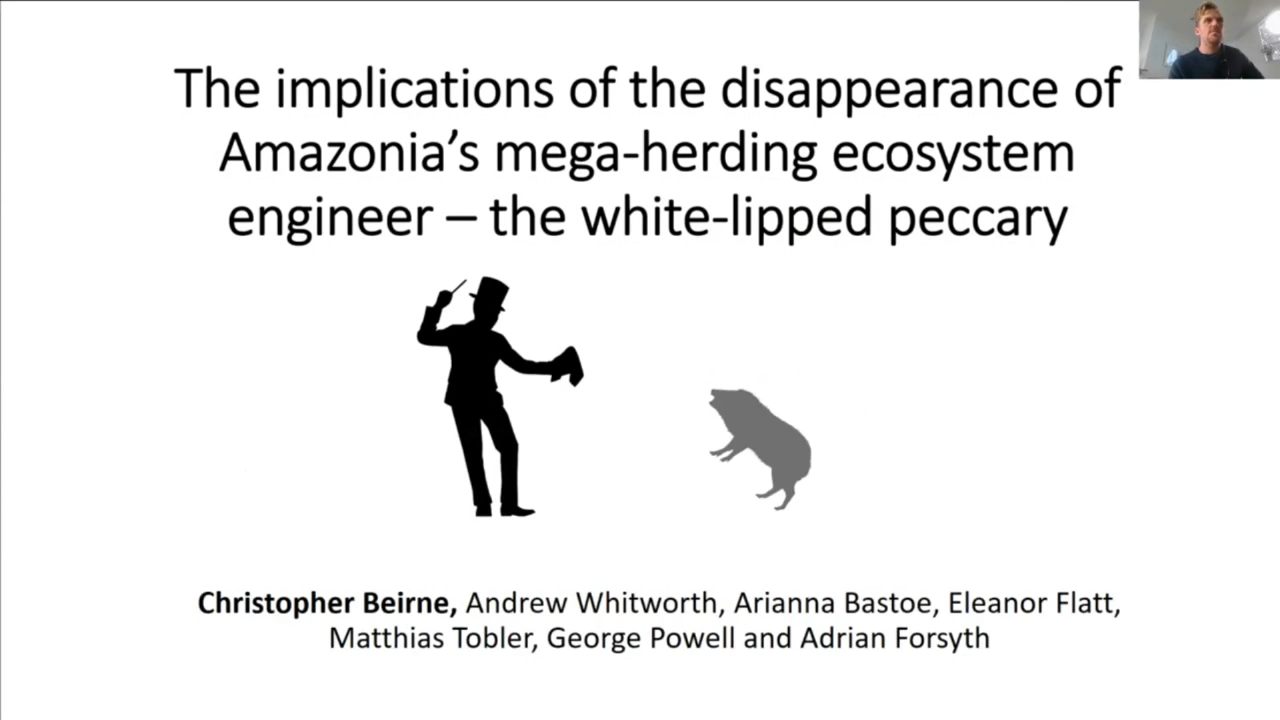 The implications of the disappearance of
Amazonia’s mega-herding ecosystem
engineer – the white-lipped peccary
Christopher Beirne, Andrew Whitworth, Arianna Bastoe, Eleanor Flatt,
Matthias Tobler, George Powell and Adrian Forsyth